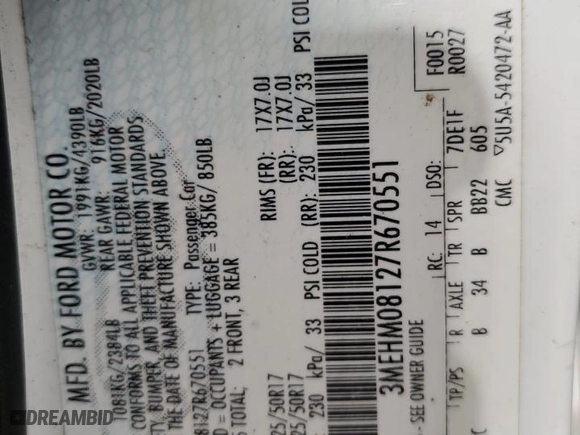 MFD. BY FORD MOTOR CO.
GVWR: 1991KG/4390LB
1081KG/2384LB REAR GAWR: 916KG/2020LB
CONFORMS TO ALL APPLICABLE FEDERAL MOTOR
BUMPER, AND THEFT PREVENTION STANDARDS
THE DATE OF MANUFACTURE SHOWN ABOVE.
8127R670551 TYPE: Passenger Car
= OCCUPANTS + LUGGAGE = 385KG/ 850LB
TOTAL: 2 FRONT, 3 REAR
25/50R17 RIMS (FR): 17X7.0J
25/50R17 (RR): 17X7.0J
230 kPa/ 33 PSI COLD (RR): 230 kPa/ 33 PSI COLD
3MEHM08127R670551
- SEE OWNER GUIDE
F0015
R0027
RC: 14 DSO:
TP/PS R AXLE TR SPR 7DE1F
B 34 B BB22 605
CMC ▽5U5A-5420472-AA
©DREAMBID